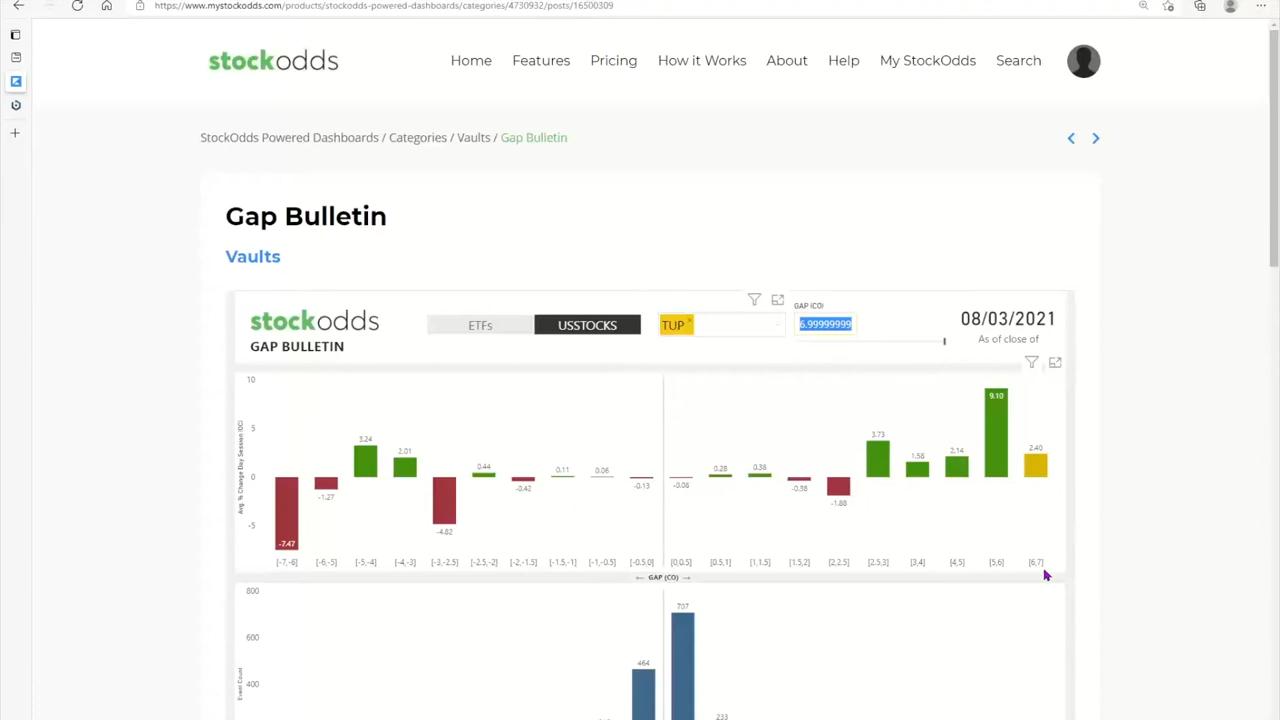 https://www.mystockodds.com/products/stockodds-powered-dashboards/categories/4730932/posts/16500309
stockodds
Home Features Pricing How it Works About Help My StockOdds Search
StockOdds Powered Dashboards / Categories / Vaults / Gap Bulletin
Gap Bulletin
Vaults
stockodds
GAP BULLETIN
ETFs USSTOCKS
TUP ×
GAP (CO)
6.99999999
08/03/2021
As of close of
Avg. % Change Day Session (OC)
10
5
0
-5
-7.47 -1.27 3.24 2.01 -4.82 0.44 -0.42 0.11 0.06 -0.13 -0.06 0.28 0.38 -0.38 -1.88 3.73 1.58 2.14 9.10 2.40
[-7,-6] [-6,-5] [-5,-4] [-4,-3] [-3,-2.5] [-2.5,-2] [-2,-1.5] [-1.5,-1] [-1,-0.5] [-0.5,0] [0,0.5] [0.5,1] [1,1.5] [1.5,2] [2,2.5] [2.5,3] [3,4] [4,5] [5,6] [6,7]
← GAP (CO) →
Event Count
800
600
400
464 707 233